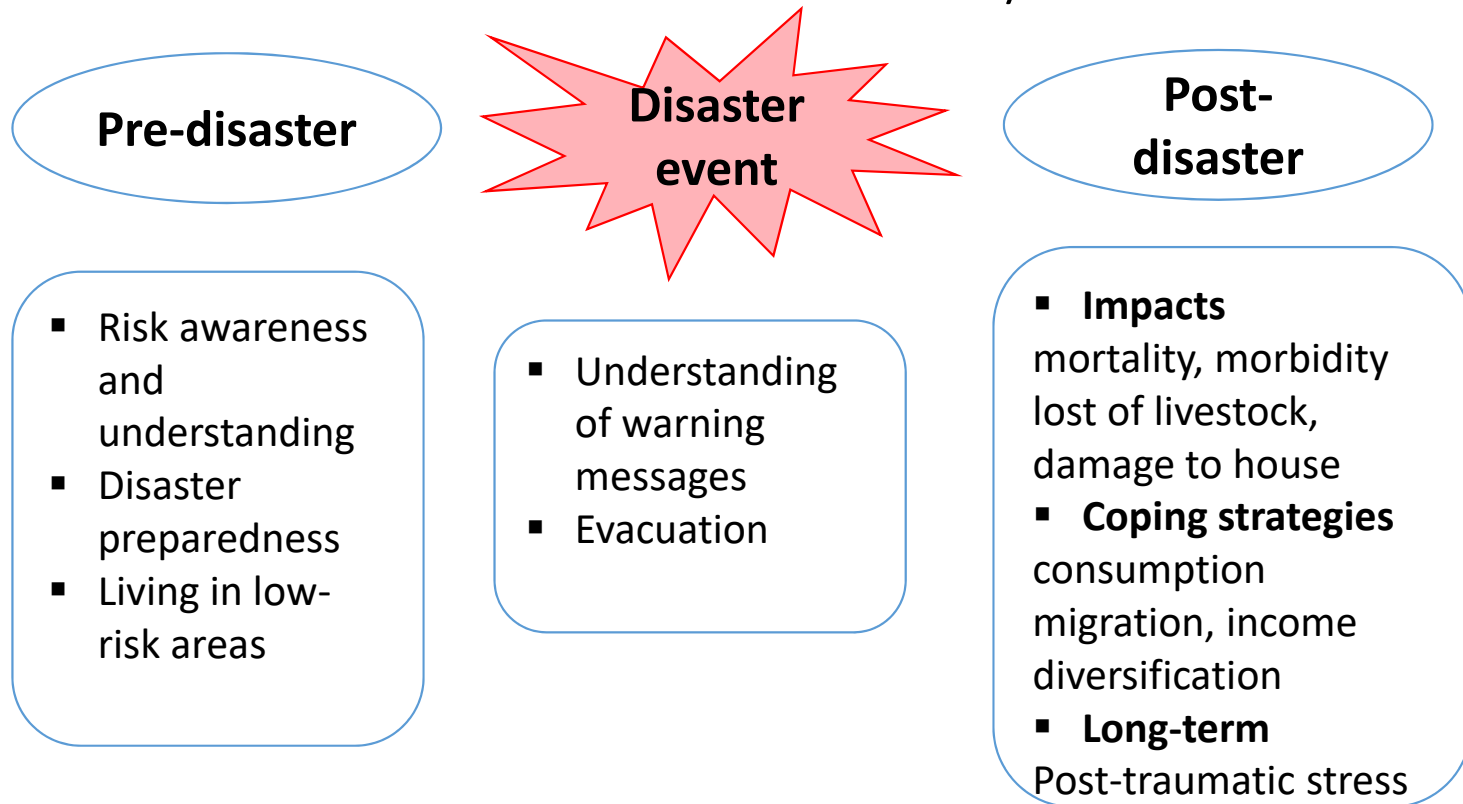 Pre-disaster
Disaster
event
Post-
disaster
▪ Risk awareness
and
understanding
▪ Disaster
preparedness
▪ Living in low-
risk areas
▪ Understanding
of warning
messages
▪ Evacuation
▪ Impacts
mortality, morbidity
lost of livestock,
damage to house
▪ Coping strategies
consumption
migration, income
diversification
▪ Long-term
Post-traumatic stress